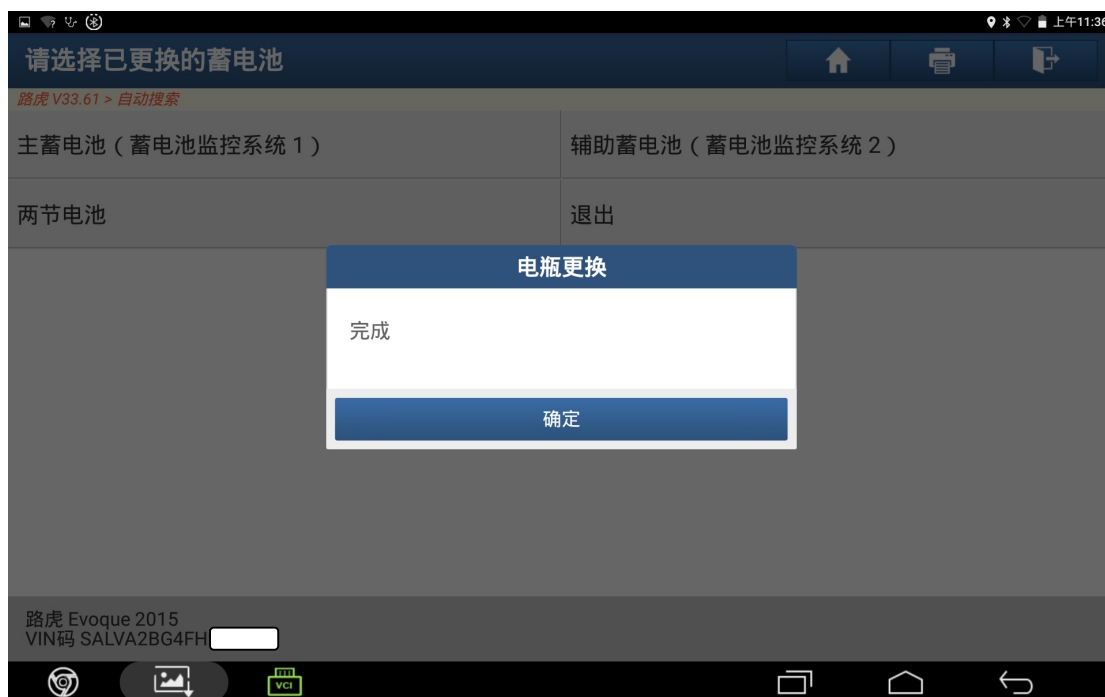 上午11:36
请选择已更换的蓄电池
路虎 V33.61 > 自动搜索
主蓄电池（蓄电池监控系统 1）
辅助蓄电池（蓄电池监控系统 2）
两节电池
退出
电瓶更换
完成
确定
路虎 Evoque 2015
VIN码 SALVA2BG4FH
VCI